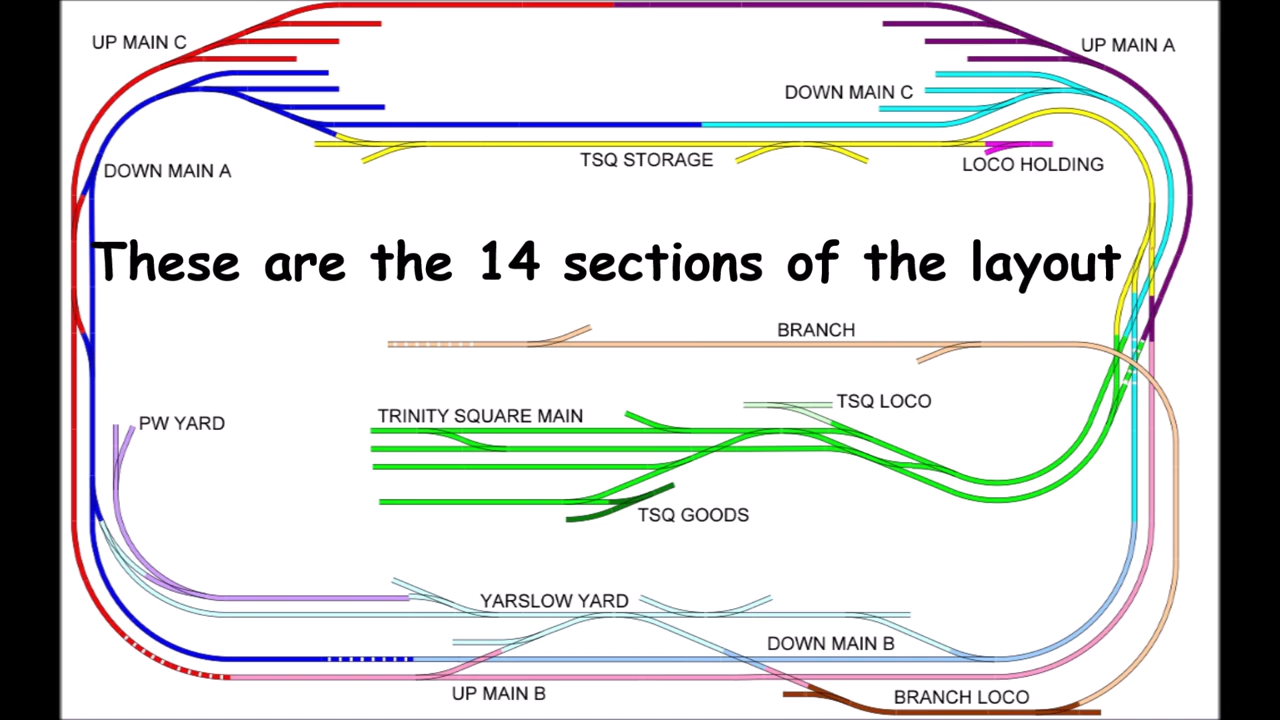 UP MAIN C
UP MAIN A
DOWN MAIN C
TSQ STORAGE
LOCO HOLDING
DOWN MAIN A
These are the 14 sections of the layout
BRANCH
TSQ LOCO
TRINITY SQUARE MAIN
PW YARD
TSQ GOODS
YARSLOW YARD
DOWN MAIN B
UP MAIN B
BRANCH LOCO